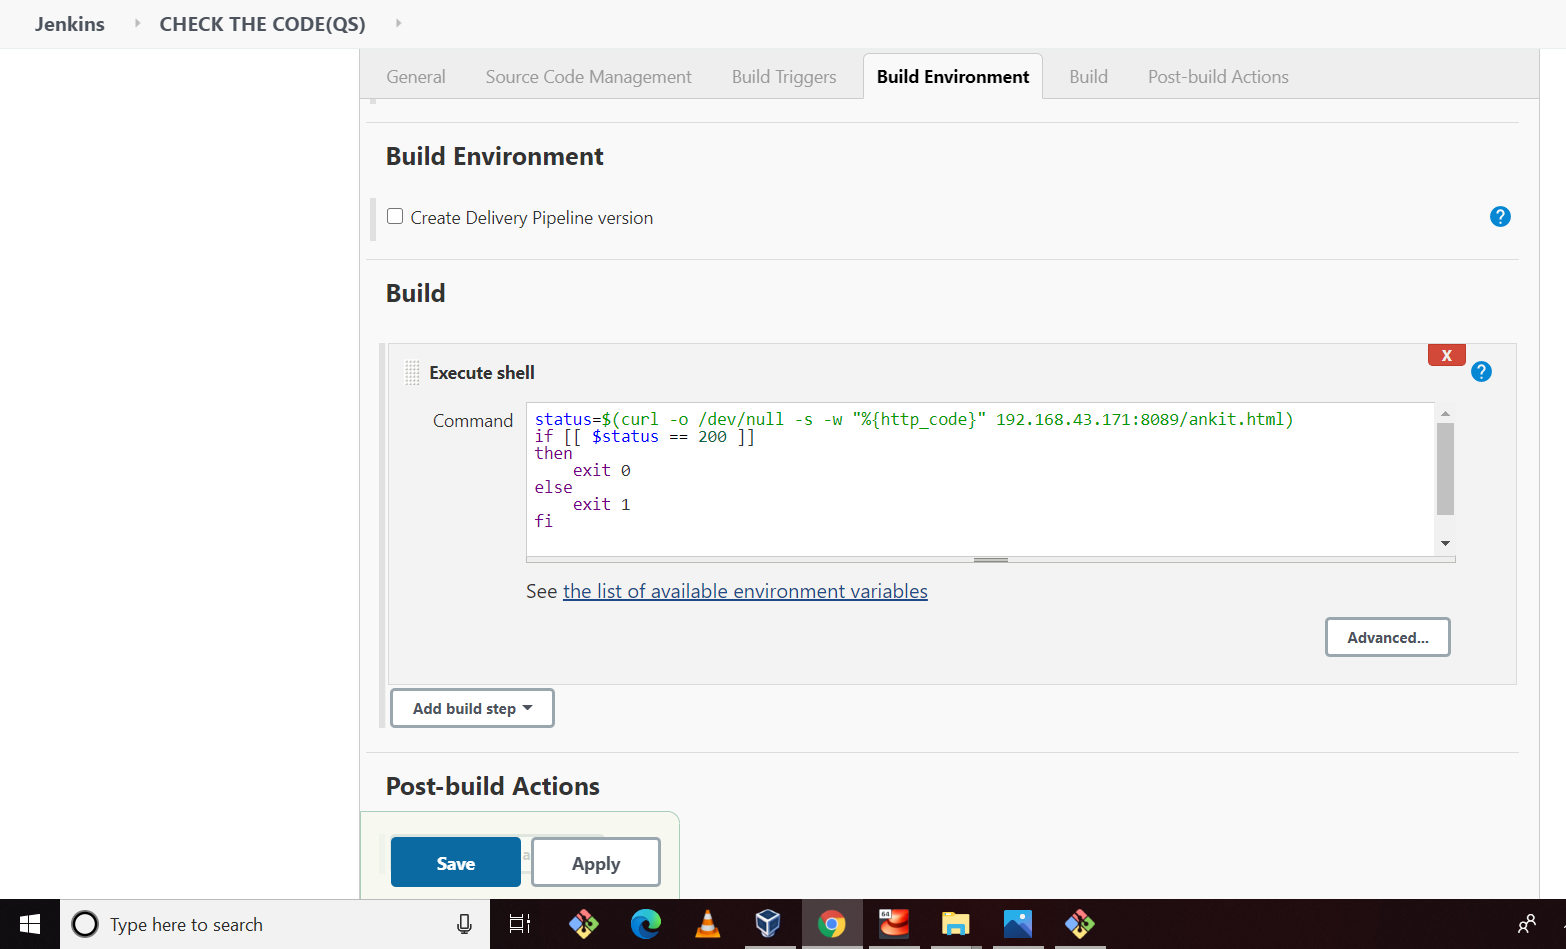 Jenkins CHECK THE CODE(QS)
General Source Code Management Build Triggers Build Environment Build Post-build Actions
Build Environment
Create Delivery Pipeline version
?
Build
X
Execute shell
?
Command
status=$(curl -o /dev/null -s -w "%{http_code}" 192.168.43.171:8089/ankit.html)
if [[ $status == 200 ]]
then
exit 0
else
exit 1
fi
See the list of available environment variables
Advanced...
Add build step
Post-build Actions
Save Apply
Type here to search
64